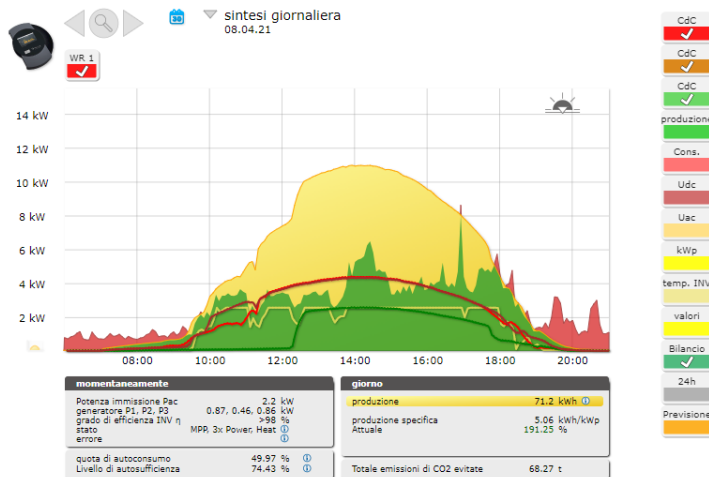 sintesi giornaliera
08.04.21
WR 1
14 kW
12 kW
10 kW
8 kW
6 kW
4 kW
2 kW
08:00 10:00 12:00 14:00 16:00 18:00 20:00
CdC
CdC
CdC
produzione
Cons.
Udc
Uac
kWp
temp. INV
valori
Bilancio
24h
Previsione
momentaneamente
Potenza immissione Pac 2.2 kW
generatore P1, P2, P3 0.87, 0.46, 0.86 kW
grado di efficienza INV η >98 %
stato MPP, 3x Power, Heat
errore
quota di autoconsumo 49.97 %
Livello di autosufficienza 74.43 %
giorno
produzione 71.2 kWh
produzione specifica 5.06 kWh/kWp
Attuale 191.25 %
Totale emissioni di CO2 evitate 68.27 t